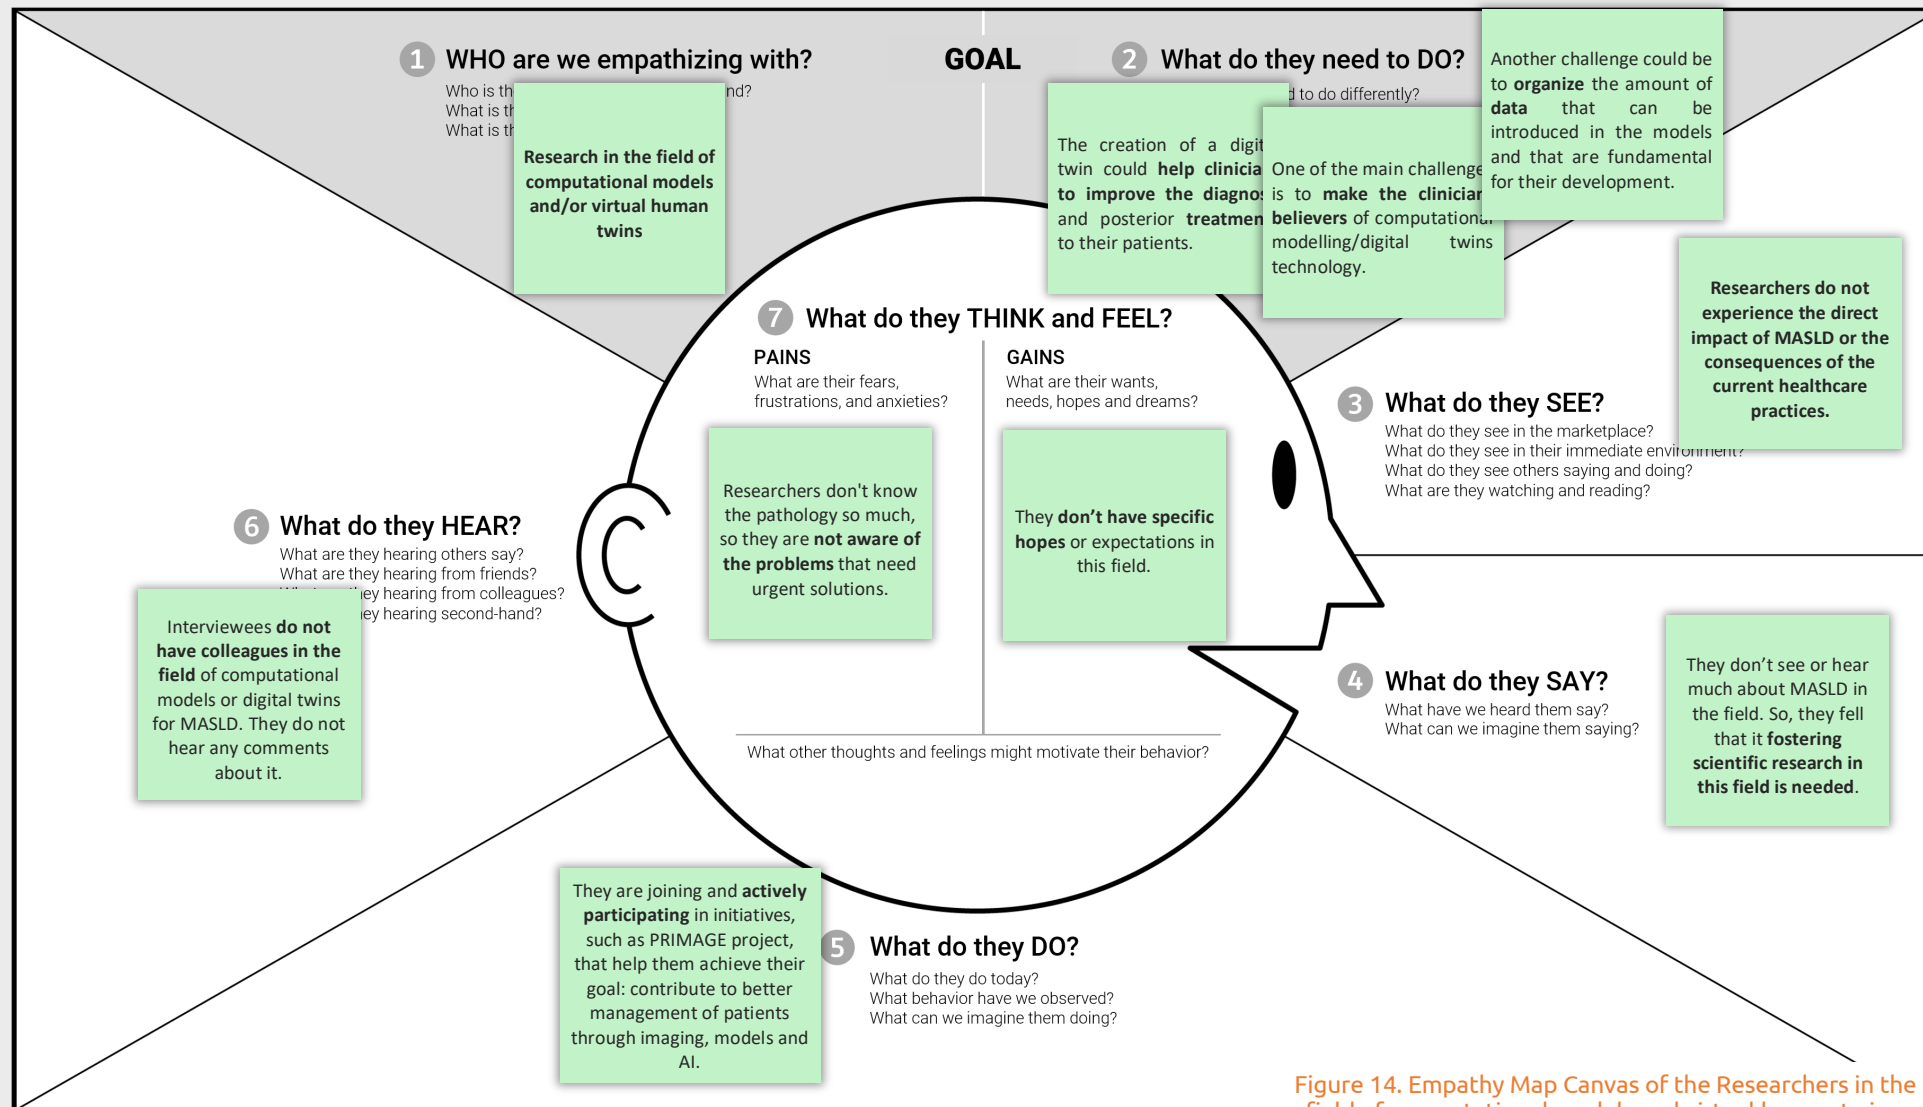 1 WHO are we empathizing with?
Who is th nd?
What is th
What is th
Research in the field of
computational models
and/or virtual human
twins
GOAL
2 What do they need to DO?
d to do differently?
The creation of a digit
twin could help clinicia
to improve the diagnos
and posterior treatmen
to their patients.
One of the main challenge
is to make the clinician
believers of computational
modelling/digital twins
technology.
Another challenge could be
to organize the amount of
data that can be
introduced in the models
and that are fundamental
for their development.
Researchers do not
experience the direct
impact of MASLD or the
consequences of the
current healthcare
practices.
3 What do they SEE?
What do they see in the marketplace?
What do they see in their immediate environment?
What do they see others saying and doing?
What are they watching and reading?
7 What do they THINK and FEEL?
PAINS
What are their fears,
frustrations, and anxieties?
Researchers don't know
the pathology so much,
so they are not aware of
the problems that need
urgent solutions.
GAINS
What are their wants,
needs, hopes and dreams?
They don’t have specific
hopes or expectations in
this field.
What other thoughts and feelings might motivate their behavior?
6 What do they HEAR?
What are they hearing others say?
What are they hearing from friends?
ey hearing from colleagues?
ey hearing second-hand?
Interviewees do not
have colleagues in the
field of computational
models or digital twins
for MASLD. They do not
hear any comments
about it.
4 What do they SAY?
What have we heard them say?
What can we imagine them saying?
They don’t see or hear
much about MASLD in
the field. So, they fell
that it fostering
scientific research in
this field is needed.
They are joining and actively
participating in initiatives,
such as PRIMAGE project,
that help them achieve their
goal: contribute to better
management of patients
through imaging, models and
AI.
5 What do they DO?
What do they do today?
What behavior have we observed?
What can we imagine them doing?
Figure 14. Empathy Map Canvas of the Researchers in the